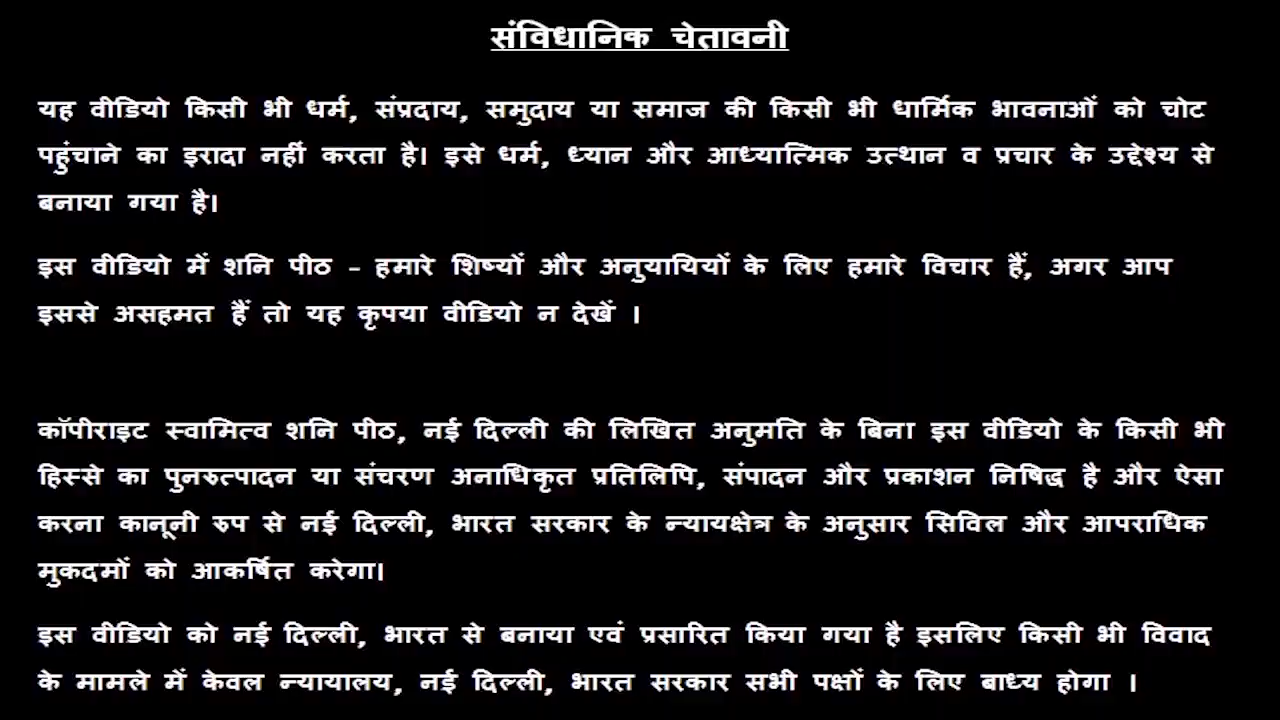 संविधानिक चेतावनी
यह वीडियो किसी भी धर्म, संप्रदाय, समुदाय या समाज की किसी भी धार्मिक भावनाओं को चोट
पहुंचाने का इरादा नहीं करता है। इसे धर्म, ध्यान और आध्यात्मिक उत्थान व प्रचार के उद्देश्य से
बनाया गया है।
इस वीडियो में शनि पीठ – हमारे शिष्यों और अनुयायियों के लिए हमारे विचार हैं, अगर आप
इससे असहमत हैं तो यह कृपया वीडियो न देखें ।
कॉपीराइट स्वामित्व शनि पीठ, नई दिल्ली की लिखित अनुमति के बिना इस वीडियो के किसी भी
हिस्से का पुनरुत्पादन या संचरण अनाधिकृत प्रतिलिपि, संपादन और प्रकाशन निषिद्ध है और ऐसा
करना कानूनी रुप से नई दिल्ली, भारत सरकार के न्यायक्षेत्र के अनुसार सिविल और आपराधिक
मुकदमों को आकर्षित करेगा।
इस वीडियो को नई दिल्ली, भारत से बनाया एवं प्रसारित किया गया है इसलिए किसी भी विवाद
के मामले में केवल न्यायालय, नई दिल्ली, भारत सरकार सभी पक्षों के लिए बाध्य होगा ।